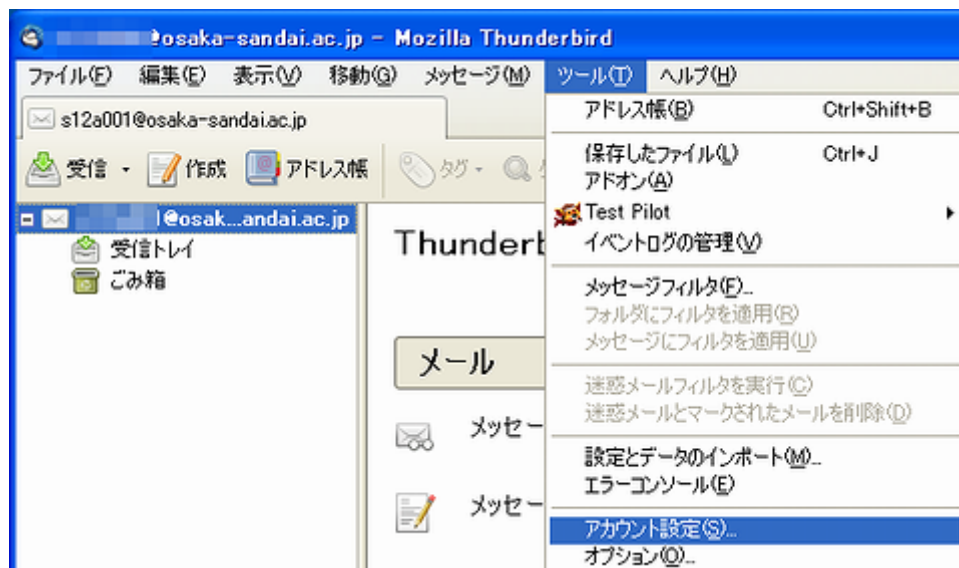 @osaka-sandai.ac.jp - Mozilla Thunderbird
ファイル(F) 編集(E) 表示(V) 移動(G) メッセージ(M) ツール(T) ヘルプ(H)
s12a001@osaka-sandai.ac.jp
受信 作成 アドレス帳 タグ
@osak...andai.ac.jp
受信トレイ
ごみ箱
Thunderb
メール
メッセー
メッセー
アドレス帳(B) Ctrl+Shift+B
保存したファイル(L) Ctrl+J
アドオン(A)
Test Pilot
イベントログの管理(V)
メッセージフィルタ(F)...
フォルダにフィルタを適用(R)
メッセージにフィルタを適用(U)
迷惑メールフィルタを実行(C)
迷惑メールとマークされたメールを削除(D)
設定とデータのインポート(M)...
エラーコンソール(E)
アカウント設定(S)...
オプション(O)...